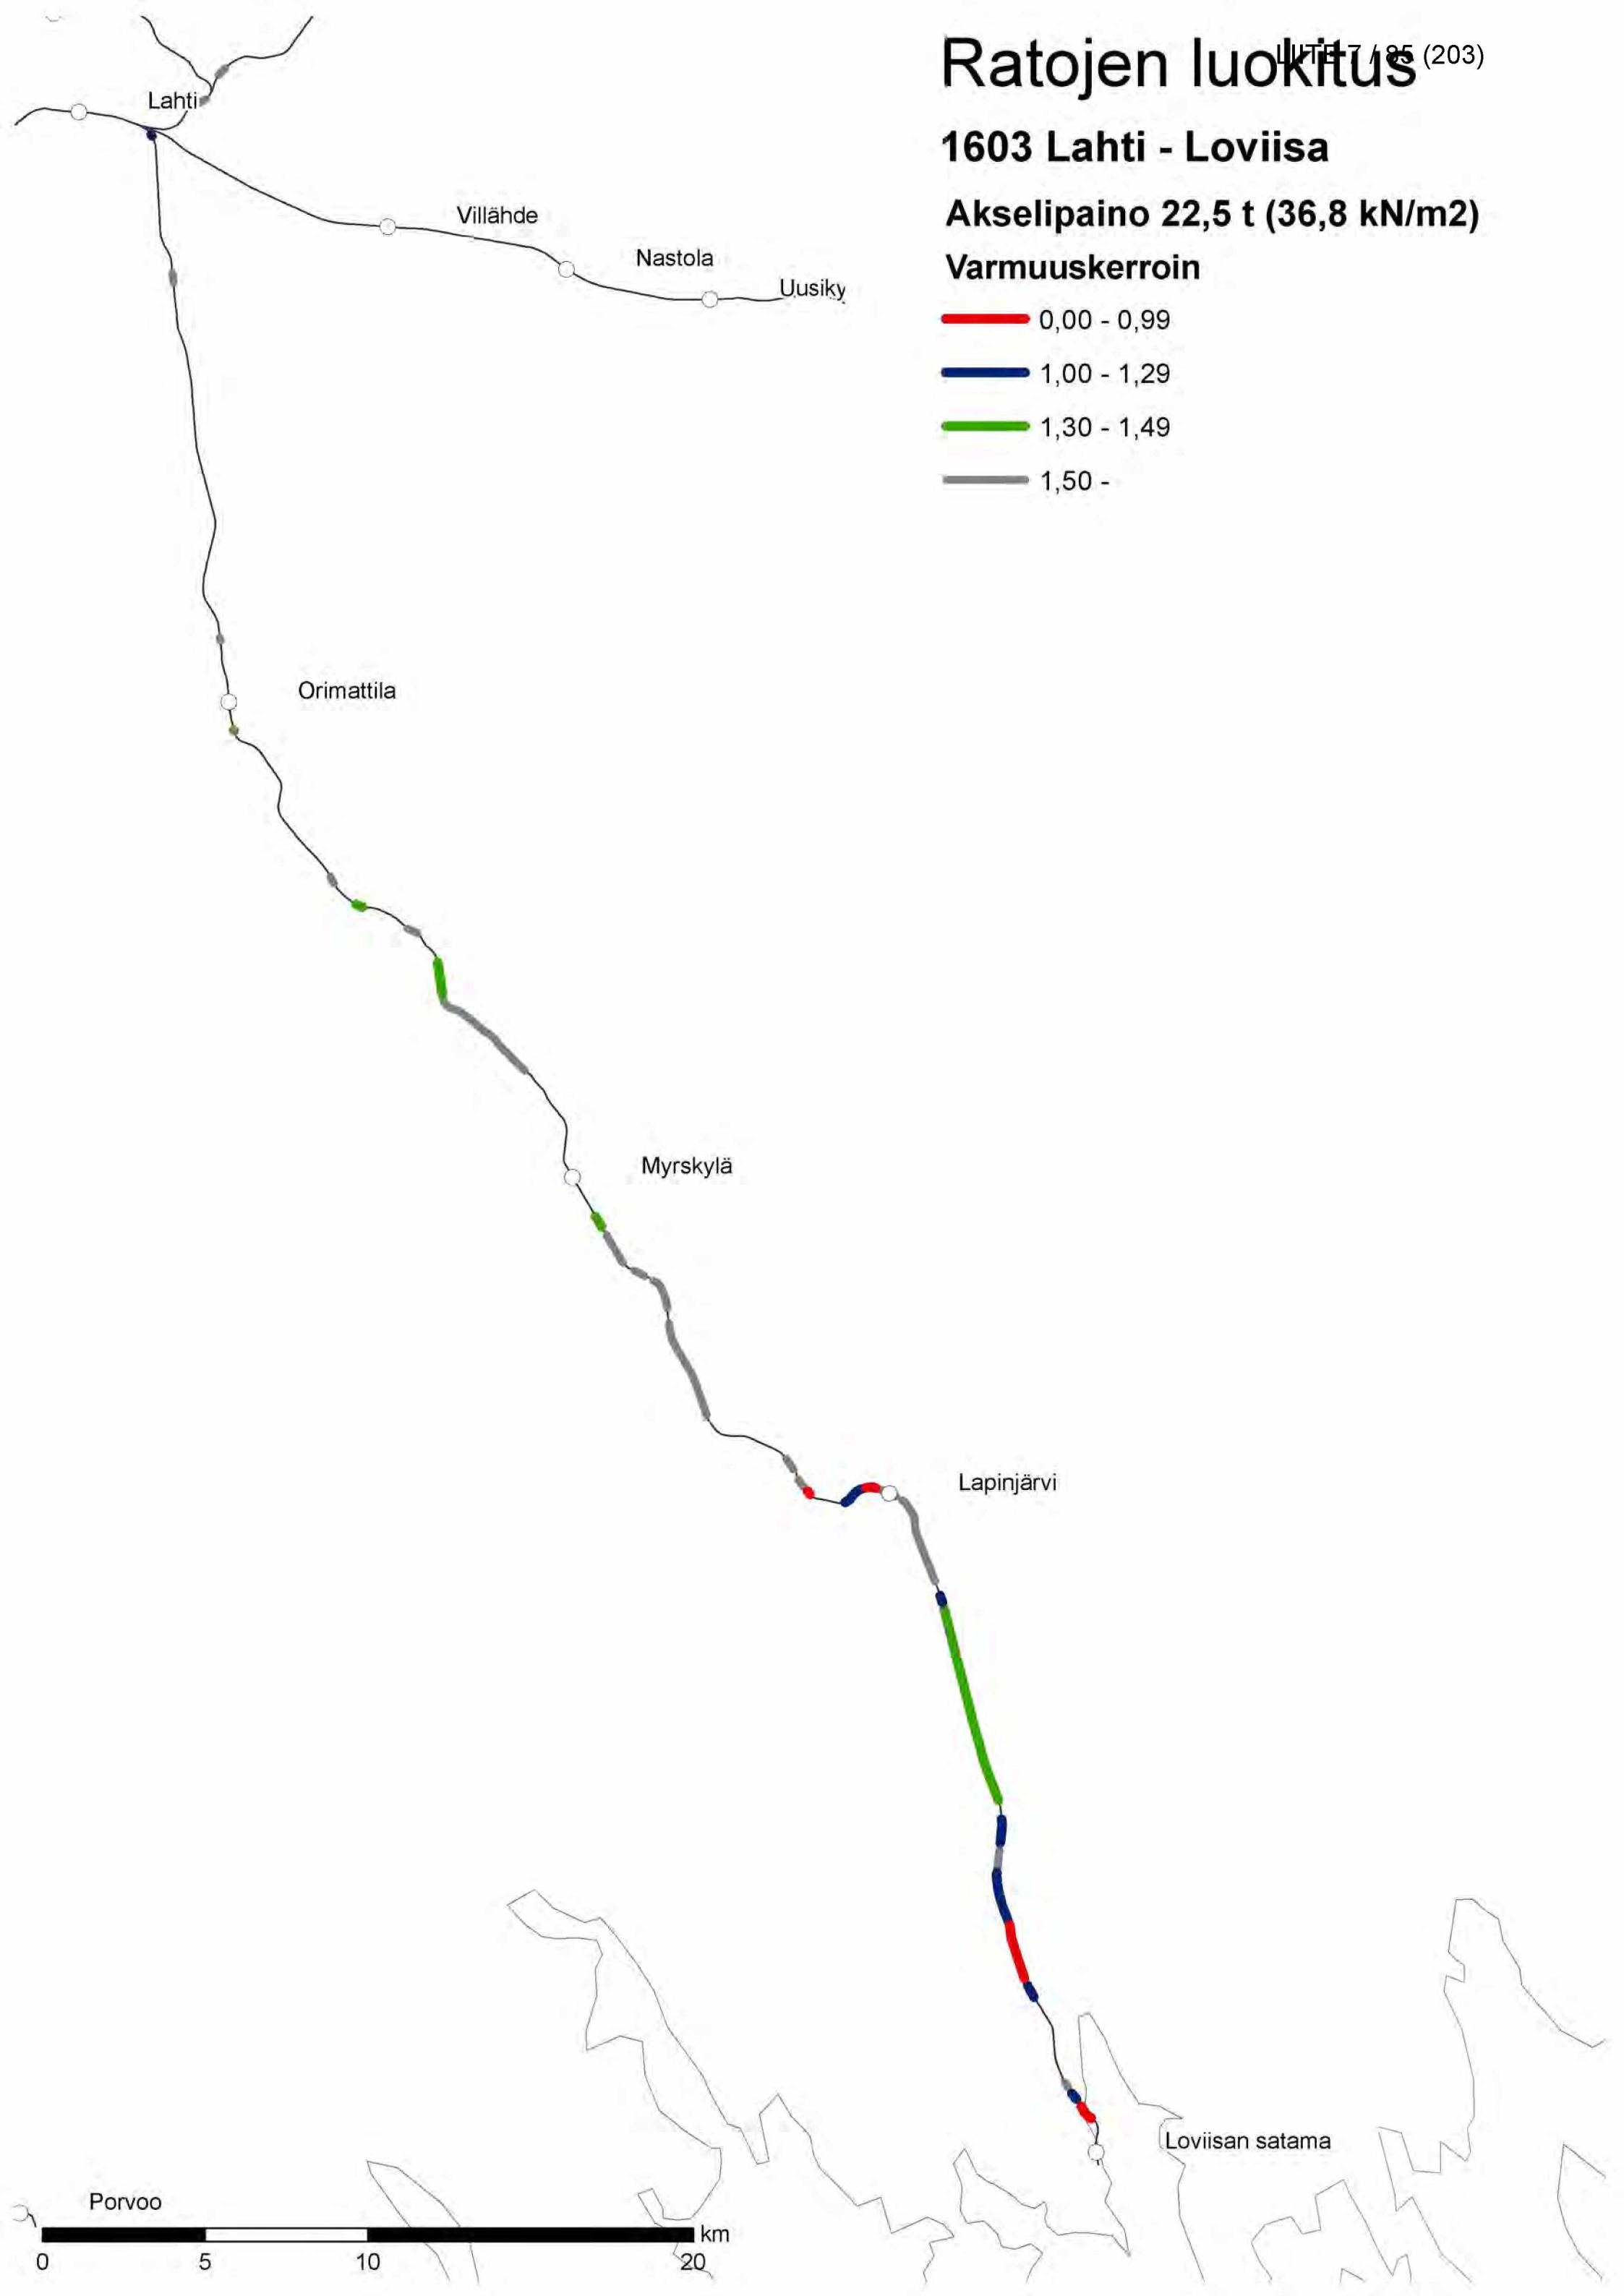 Ratojen luokitus
LIITE 7 / 85 (203)
1603 Lahti - Loviisa
Akselipaino 22,5 t (36,8 kN/m2)
Varmuuskerroin
0,00 - 0,99
1,00 - 1,29
1,30 - 1,49
1,50 -
Lahti
Villähde
Nastola
Uusiky
Orimattila
Myrskylä
Lapinjärvi
Loviisan satama
Porvoo
km
0 5 10 20